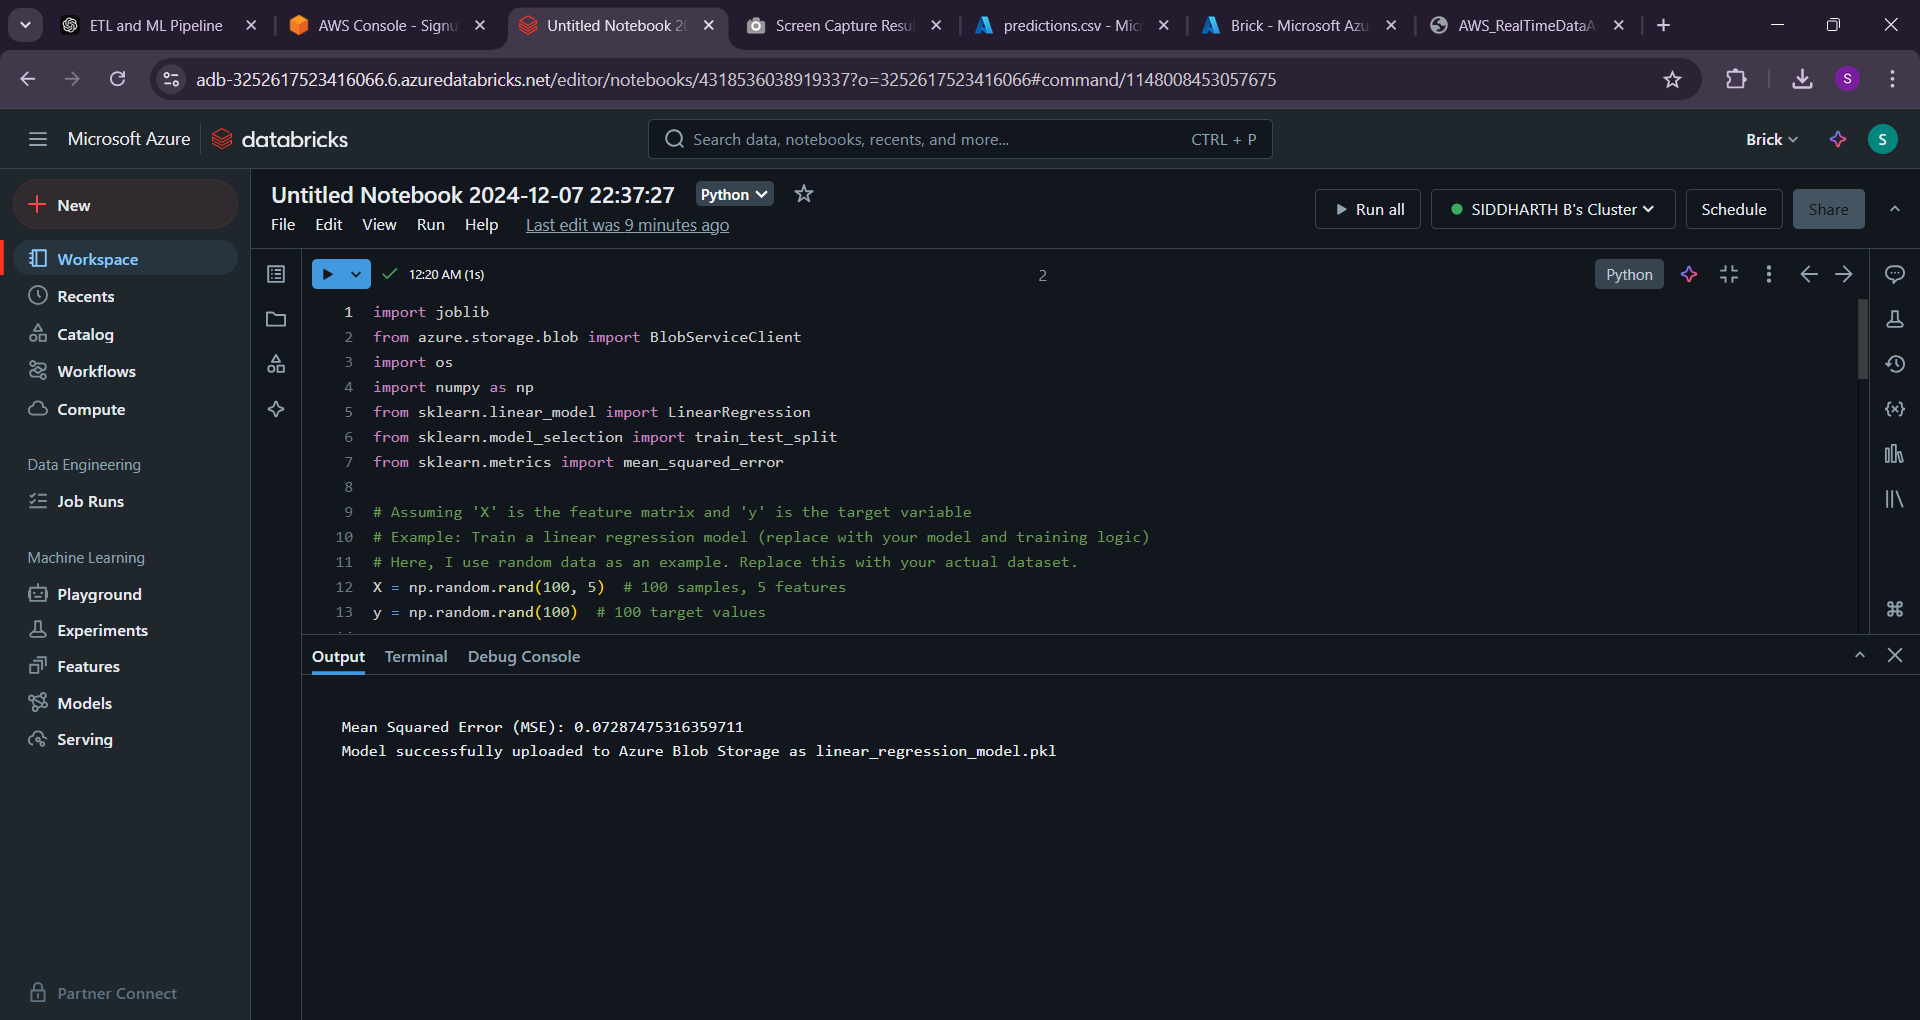 ETL and ML Pipeline
AWS Console - Signu
Untitled Notebook 20
Screen Capture Resul
predictions.csv - Mic
Brick - Microsoft Azu
AWS_RealTimeDataA
adb-3252617523416066.6.azuredatabricks.net/editor/notebooks/4318536038919337?o=3252617523416066#command/1148008453057675
S
Microsoft Azure
databricks
Search data, notebooks, recents, and more...
CTRL + P
Brick
S
New
Workspace
Recents
Catalog
Workflows
Compute
Data Engineering
Job Runs
Machine Learning
Playground
Experiments
Features
Models
Serving
Partner Connect
Untitled Notebook 2024-12-07 22:37:27
Python
File Edit View Run Help Last edit was 9 minutes ago
Run all
SIDDHARTH B's Cluster
Schedule
Share
12:20 AM (1s)
2
Python
1 import joblib
2 from azure.storage.blob import BlobServiceClient
3 import os
4 import numpy as np
5 from sklearn.linear_model import LinearRegression
6 from sklearn.model_selection import train_test_split
7 from sklearn.metrics import mean_squared_error
8
9 # Assuming 'X' is the feature matrix and 'y' is the target variable
10 # Example: Train a linear regression model (replace with your model and training logic)
11 # Here, I use random data as an example. Replace this with your actual dataset.
12 X = np.random.rand(100, 5) # 100 samples, 5 features
13 y = np.random.rand(100) # 100 target values
Output Terminal Debug Console
Mean Squared Error (MSE): 0.07287475316359711
Model successfully uploaded to Azure Blob Storage as linear_regression_model.pkl